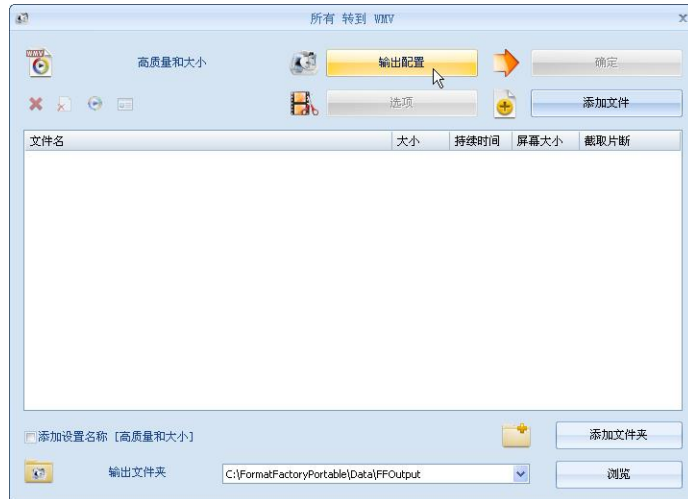 所有 转到 WMV
x
WMV
高质量和大小
输出配置
确定
选项
添加文件
文件名 大小 持续时间 屏幕大小 截取片断
添加设置名称 [高质量和大小]
添加文件夹
输出文件夹
C:\FormatFactoryPortable\Data\FFOutput
浏览